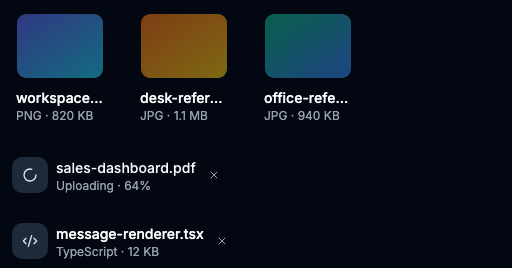 workspace...
PNG · 820 KB
desk-refer...
JPG · 1.1 MB
office-refe...
JPG · 940 KB
sales-dashboard.pdf
Uploading · 64%
message-renderer.tsx
TypeScript · 12 KB